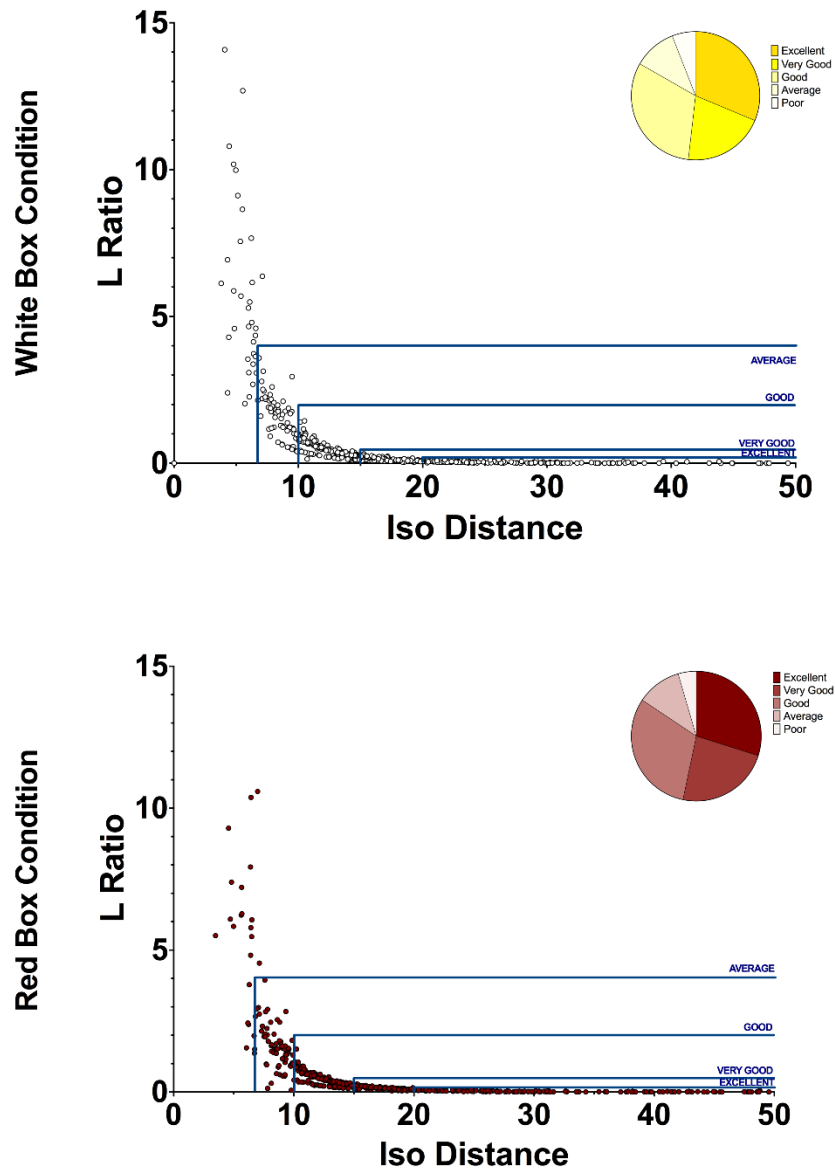 White Box Condition
L Ratio
15
10
5
0
0 10 20 30 40 50
Iso Distance
AVERAGE
GOOD
VERY GOOD
EXCELLENT
Excellent
Very Good
Good
Average
Poor
Red Box Condition
L Ratio
15
10
5
0
0 10 20 30 40 50
Iso Distance
AVERAGE
GOOD
VERY GOOD
EXCELLENT
Excellent
Very Good
Good
Average
Poor